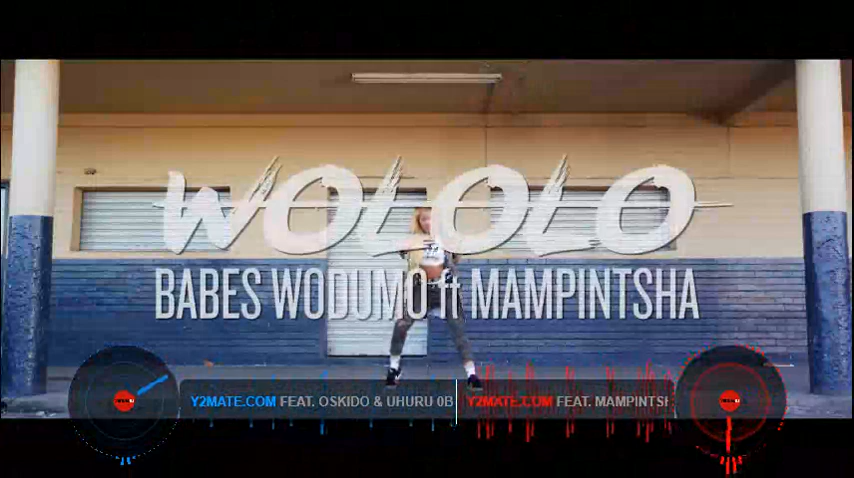 WOLOLO
BABES WODUMO ft MAMPINTSHA
Y2MATE.COM FEAT. OSKIDO & UHURU 0B
Y2MATE.COM FEAT. MAMPINTSH